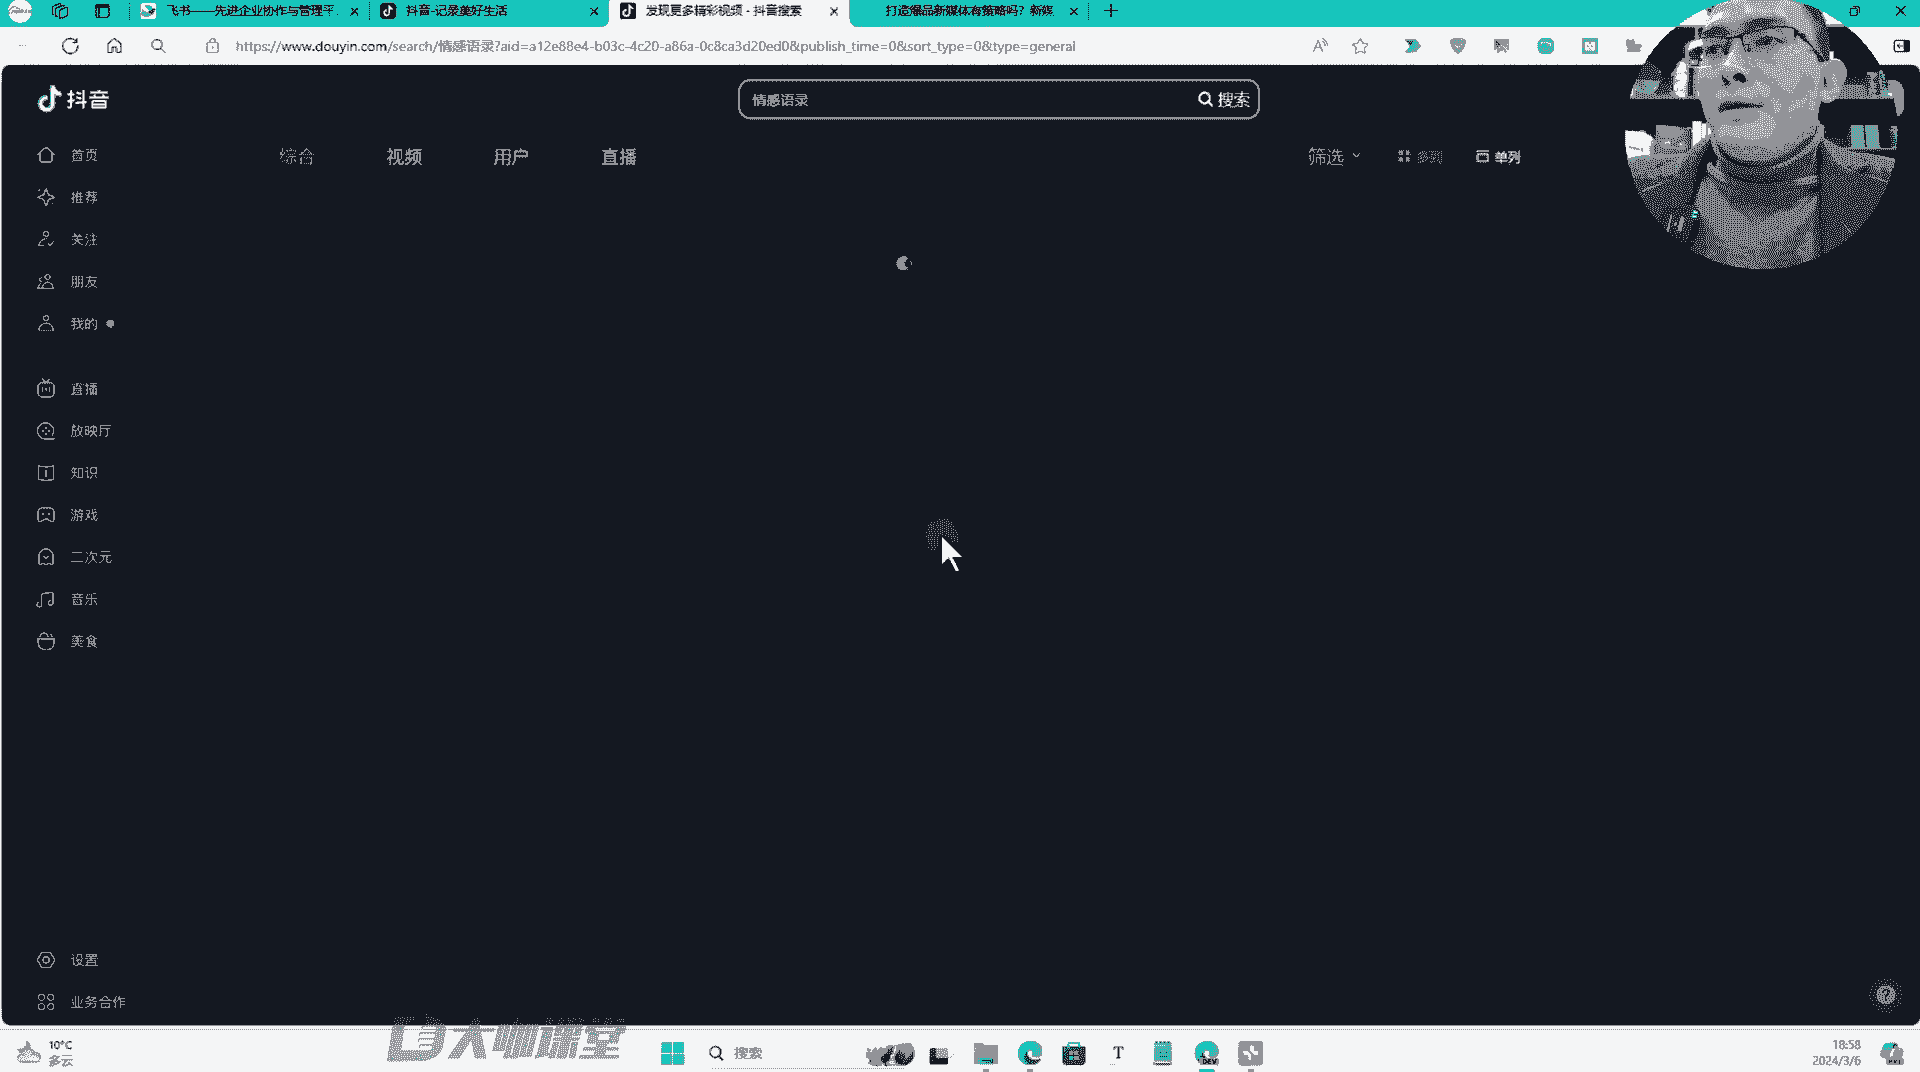 飞书——先进企业协作与管理平.
抖音-记录美好生活
发现更多精彩视频 - 抖音搜索
打造爆品新媒体有策略吗？新媒
https://www.douyin.com/search/情感语录?aid=a12e88e4-b03c-4c20-a86a-0c8ca3d20ed0&publish_time=0&sort_type=0&type=general
抖音
情感语录
搜索
首页
综合
视频
用户
直播
筛选
多列
单列
推荐
关注
朋友
我的
直播
放映厅
知识
游戏
二次元
音乐
美食
设置
业务合作
大咖课堂
10°C
多云
搜索
18:58
2024/3/6